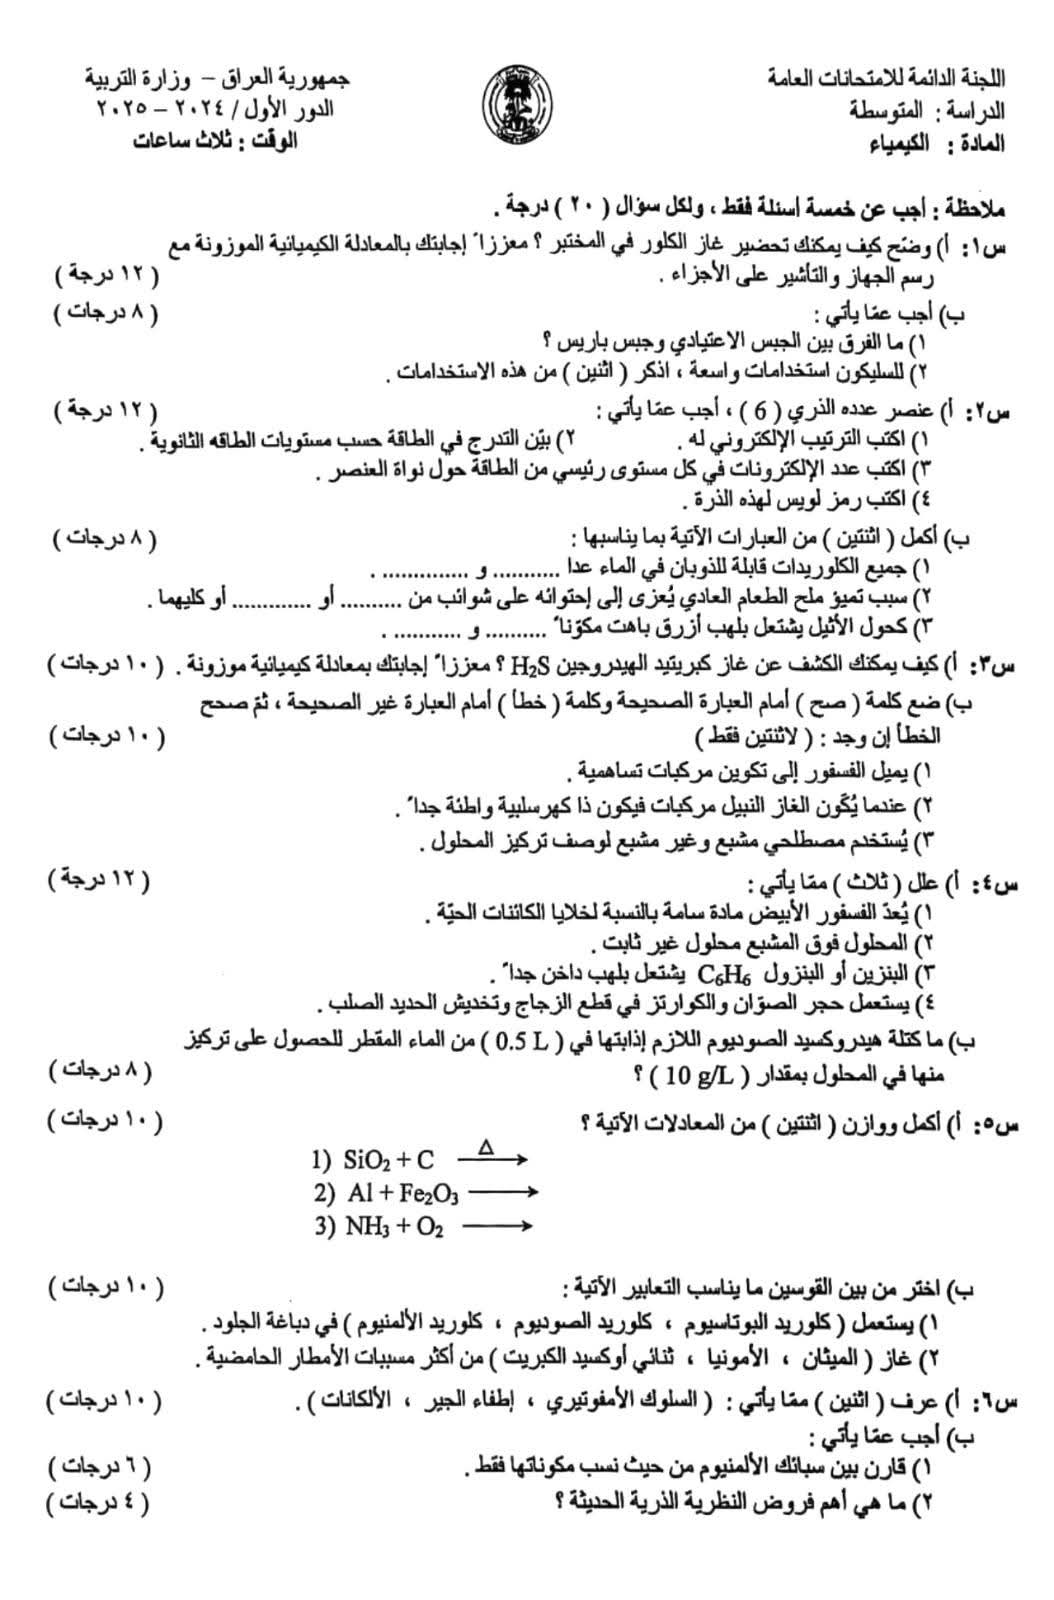 اللجنة الدائمة للامتحانات العامة
الدراسة : المتوسطة
المادة : الكيمياء
جمهورية العراق – وزارة التربية
الدور الأول / ٢٠٢٤ – ٢٠٢٥
الوقت : ثلاث ساعات
ملاحظة : أجب عن خمسة أسئلة فقط ، ولكل سؤال ( ٢٠ ) درجة .
س١: أ) وضّح كيف يمكنك تحضير غاز الكلور في المختبر ؟ معززاً إجابتك بالمعادلة الكيميائية الموزونة مع
رسم الجهاز والتأشير على الأجزاء . ( ١٢ درجة )
ب) أجب عمّا يأتي : ( ٨ درجات )
١) ما الفرق بين الجبس الاعتيادي وجبس باريس ؟
٢) للسليكون استخدامات واسعة ، اذكر ( اثنين ) من هذه الاستخدامات .
س٢: أ) عنصر عدده الذري ( 6 ) ، أجب عمّا يأتي : ( ١٢ درجة )
١) اكتب الترتيب الإلكتروني له . ٢) بيّن التدرج في الطاقة حسب مستويات الطاقه الثانوية .
٣) اكتب عدد الإلكترونات في كل مستوى رئيسي من الطاقة حول نواة العنصر .
٤) اكتب رمز لويس لهذه الذرة .
ب) أكمل ( اثنتين ) من العبارات الآتية بما يناسبها : ( ٨ درجات )
١) جميع الكلوريدات قابلة للذوبان في الماء عدا ........... و .............. .
٢) سبب تميؤ ملح الطعام العادي يُعزى إلى إحتوائه على شوائب من .......... أو ............. أو كليهما .
٣) كحول الأثيل يشتعل بلهب أزرق باهت مكوّناً .......... و ........... .
س٣: أ) كيف يمكنك الكشف عن غاز كبريتيد الهيدروجين H₂S ؟ معززاً إجابتك بمعادلة كيميائية موزونة . ( ١٠ درجات )
ب) ضع كلمة ( صح ) أمام العبارة الصحيحة وكلمة ( خطأ ) أمام العبارة غير الصحيحة ، ثمّ صحح
الخطأ إن وجد : ( لاثنتين فقط ) ( ١٠ درجات )
١) يميل الفسفور إلى تكوين مركبات تساهمية .
٢) عندما يُكّون الغاز النبيل مركبات فيكون ذا كهرسلبية واطئة جداً .
٣) يُستخدم مصطلحي مشبع وغير مشبع لوصف تركيز المحلول .
س٤: أ) علل ( ثلاث ) ممّا يأتي : ( ١٢ درجة )
١) يُعدّ الفسفور الأبيض مادة سامة بالنسبة لخلايا الكائنات الحيّة .
٢) المحلول فوق المشبع محلول غير ثابت .
٣) البنزين أو البنزول C₆H₆ يشتعل بلهب داخن جداً .
٤) يستعمل حجر الصوّان والكوارتز في قطع الزجاج وتخديش الحديد الصلب .
ب) ما كتلة هيدروكسيد الصوديوم اللازم إذابتها في ( 0.5 L ) من الماء المقطر للحصول على تركيز
منها في المحلول بمقدار ( 10 g/L ) ؟ ( ٨ درجات )
س٥: أ) أكمل ووازن ( اثنتين ) من المعادلات الآتية ؟ ( ١٠ درجات )
1) SiO₂ + C —Δ→
2) Al + Fe₂O₃ ⟶
3) NH₃ + O₂ ⟶
ب) اختر من بين القوسين ما يناسب التعابير الآتية : ( ١٠ درجات )
١) يستعمل ( كلوريد البوتاسيوم ، كلوريد الصوديوم ، كلوريد الألمنيوم ) في دباغة الجلود .
٢) غاز ( الميثان ، الأمونيا ، ثنائي أوكسيد الكبريت ) من أكثر مسببات الأمطار الحامضية .
س٦: أ) عرف ( اثنين ) ممّا يأتي : ( السلوك الأمفوتيري ، إطفاء الجير ، الألكانات ) . ( ١٠ درجات )
ب) أجب عمّا يأتي :
١) قارن بين سبائك الألمنيوم من حيث نسب مكوناتها فقط . ( ٦ درجات )
٢) ما هي أهم فروض النظرية الذرية الحديثة ؟ ( ٤ درجات )